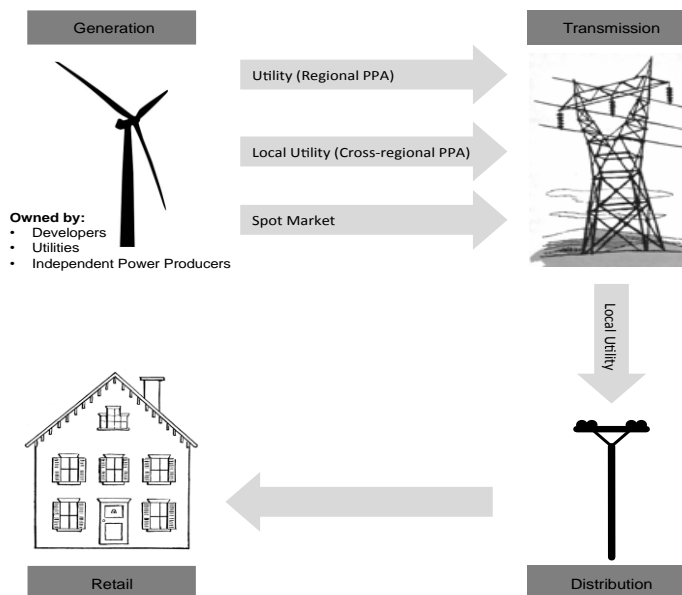 Generation
Transmission
Utility (Regional PPA)
Local Utility (Cross-regional PPA)
Spot Market
Owned by:
• Developers
• Utilities
• Independent Power Producers
Local Utility
Retail
Distribution